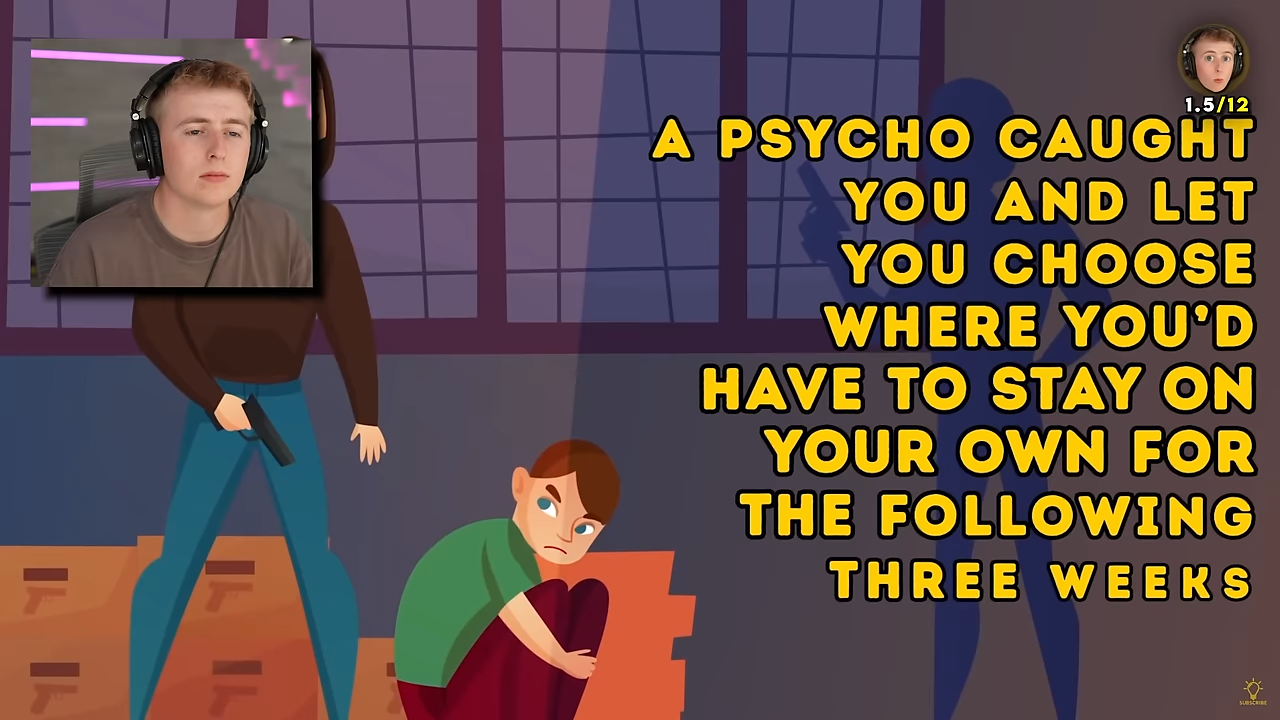 1.5/12
A PSYCHO CAUGHT
YOU AND LET
YOU CHOOSE
WHERE YOU'D
HAVE TO STAY ON
YOUR OWN FOR
THE FOLLOWING
THREE WEEKS
SUBSCRIBE